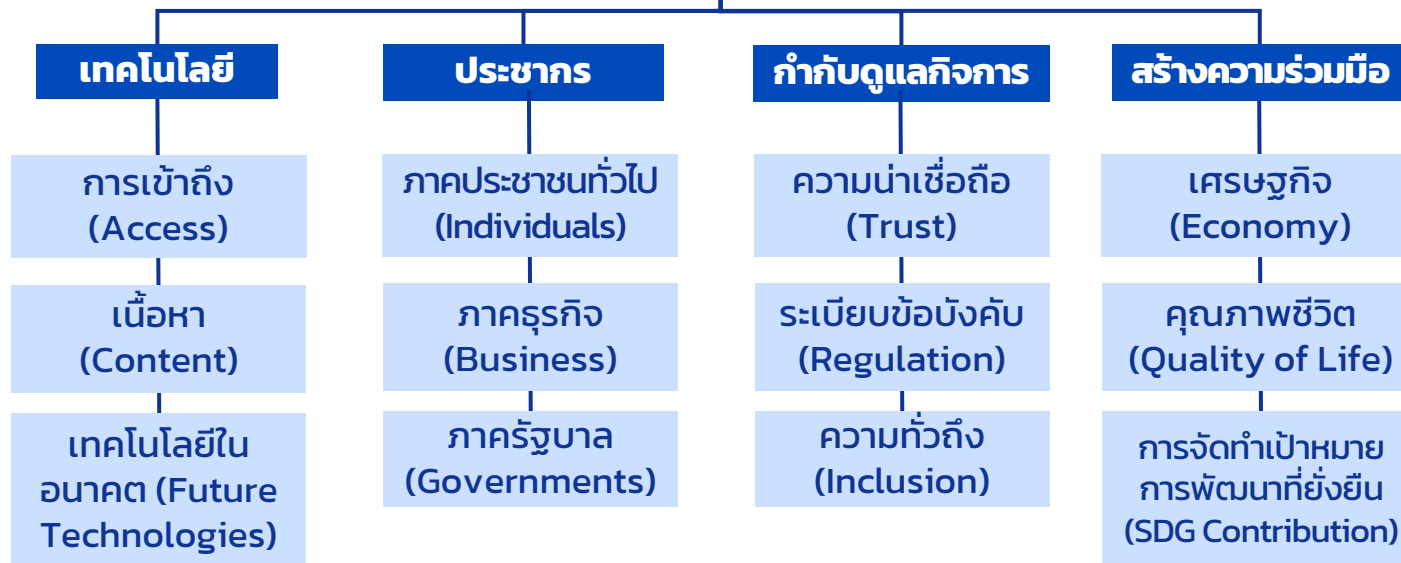 เทคโนโลยี
การเข้าถึง
(Access)
เนื้อหา
(Content)
เทคโนโลยีใน
อนาคต (Future
Technologies)
ประชากร
ภาคประชาชนทั่วไป
(Individuals)
ภาคธุรกิจ
(Business)
ภาครัฐบาล
(Governments)
กำกับดูแลกิจการ
ความน่าเชื่อถือ
(Trust)
ระเบียบข้อบังคับ
(Regulation)
ความทั่วถึง
(Inclusion)
สร้างความร่วมมือ
เศรษฐกิจ
(Economy)
คุณภาพชีวิต
(Quality of Life)
การจัดทำเป้าหมาย
การพัฒนาที่ยั่งยืน
(SDG Contribution)